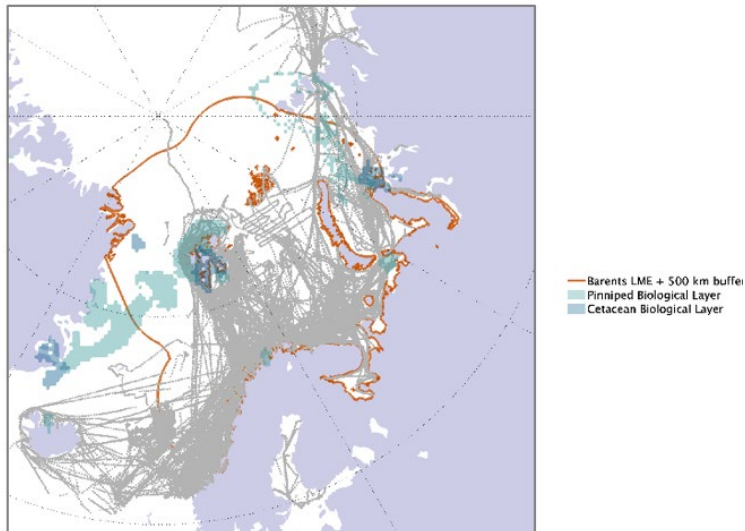 Barents LME + 500 km buffer
Pinniped Biological Layer
Cetacean Biological Layer